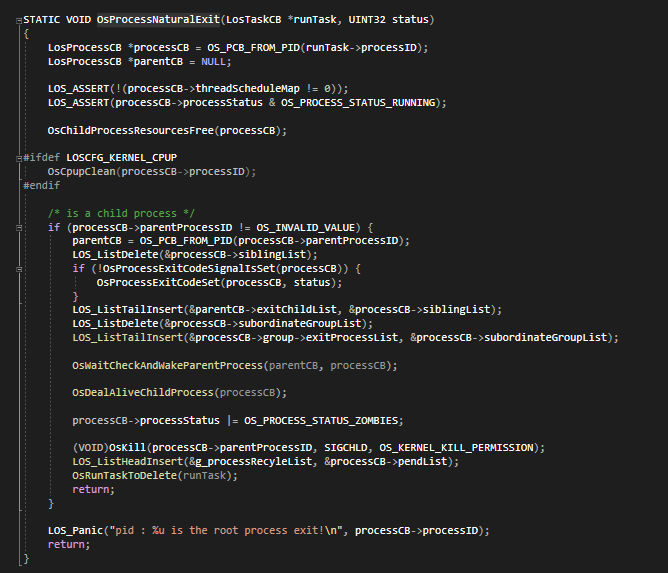 STATIC VOID OsProcessNaturalExit(LosTaskCB *runTask, UINT32 status)
{
    LosProcessCB *processCB = OS_PCB_FROM_PID(runTask->processID);
    LosProcessCB *parentCB = NULL;

    LOS_ASSERT(!(processCB->threadScheduleMap != 0));
    LOS_ASSERT(processCB->processStatus & OS_PROCESS_STATUS_RUNNING);

    OsChildProcessResourcesFree(processCB);

#ifdef LOSCFG_KERNEL_CPUP
    OsCpupClean(processCB->processID);
#endif

    /* is a child process */
    if (processCB->parentProcessID != OS_INVALID_VALUE) {
        parentCB = OS_PCB_FROM_PID(processCB->parentProcessID);
        LOS_ListDelete(&processCB->siblingList);
        if (!OsProcessExitCodeSignalIsSet(processCB)) {
            OsProcessExitCodeSet(processCB, status);
        }
        LOS_ListTailInsert(&parentCB->exitChildList, &processCB->siblingList);
        LOS_ListDelete(&processCB->subordinateGroupList);
        LOS_ListTailInsert(&processCB->group->exitProcessList, &processCB->subordinateGroupList);

        OsWaitCheckAndWakeParentProcess(parentCB, processCB);

        OsDealAliveChildProcess(processCB);

        processCB->processStatus |= OS_PROCESS_STATUS_ZOMBIES;

        (VOID)OsKill(processCB->parentProcessID, SIGCHLD, OS_KERNEL_KILL_PERMISSION);
        LOS_ListHeadInsert(&g_processRecyleList, &processCB->pendList);
        OsRunTaskToDelete(runTask);
        return;
    }

    LOS_Panic("pid : %u is the root process exit!\n", processCB->processID);
    return;
}